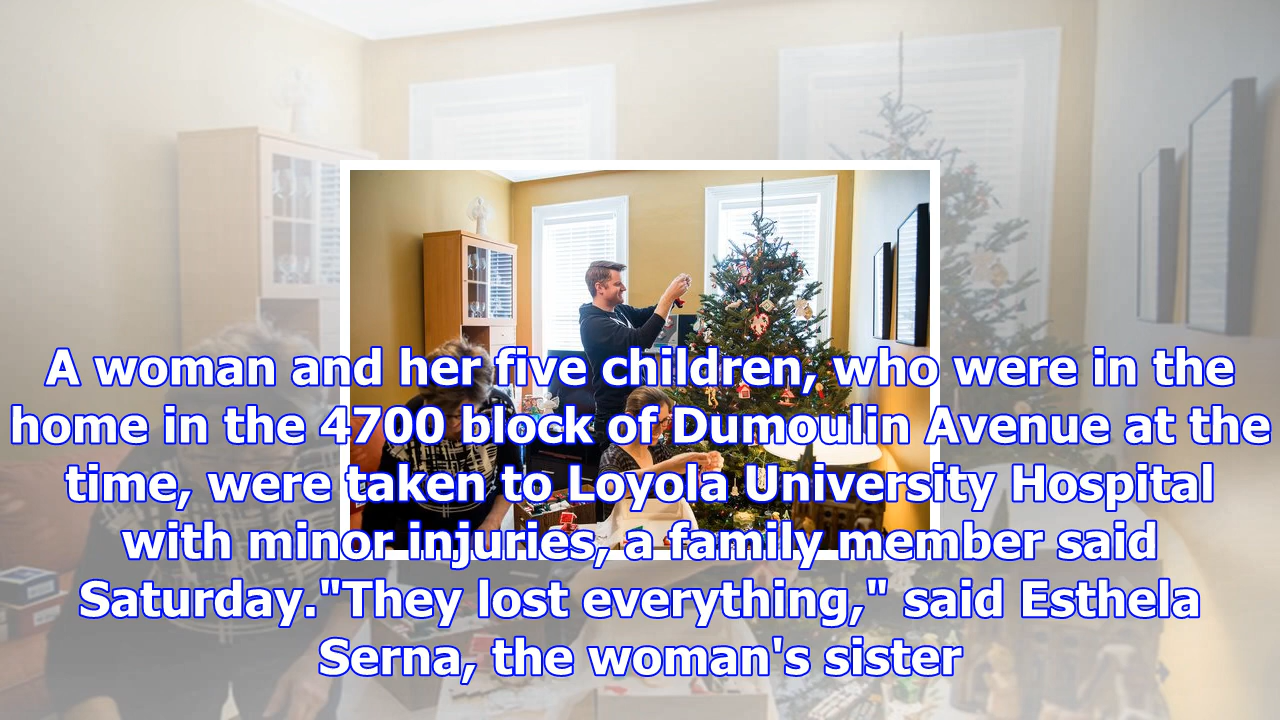 A woman and her five children, who were in the
home in the 4700 block of Dumoulin Avenue at the
time, were taken to Loyola University Hospital
with minor injuries, a family member said
Saturday."They lost everything," said Esthela
Serna, the woman's sister